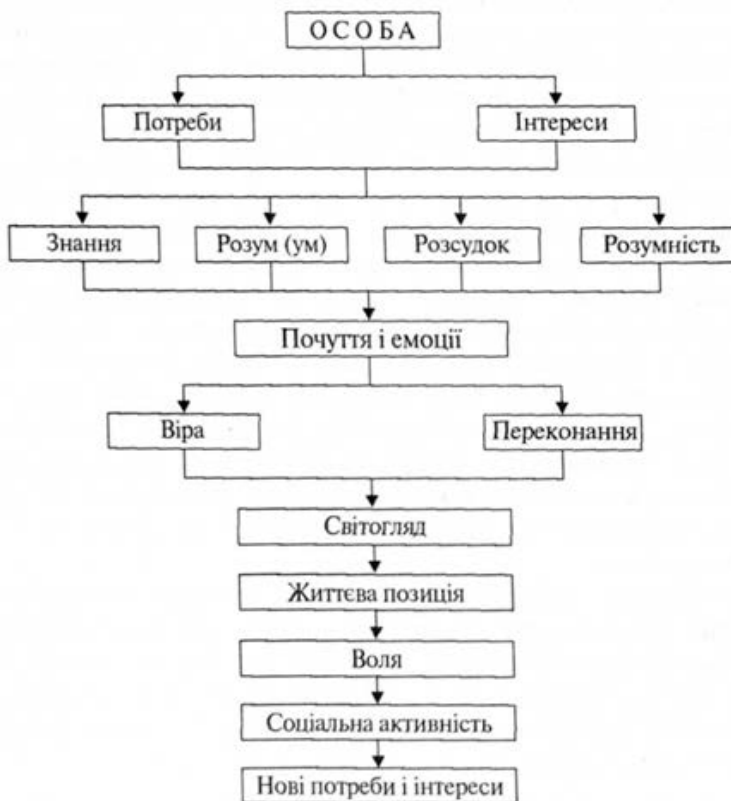 ОСОБА
Потреби
Інтереси
Знання
Розум (ум)
Розсудок
Розумність
Почуття і емоції
Віра
Переконання
Світогляд
Життєва позиція
Воля
Соціальна активність
Нові потреби і інтереси